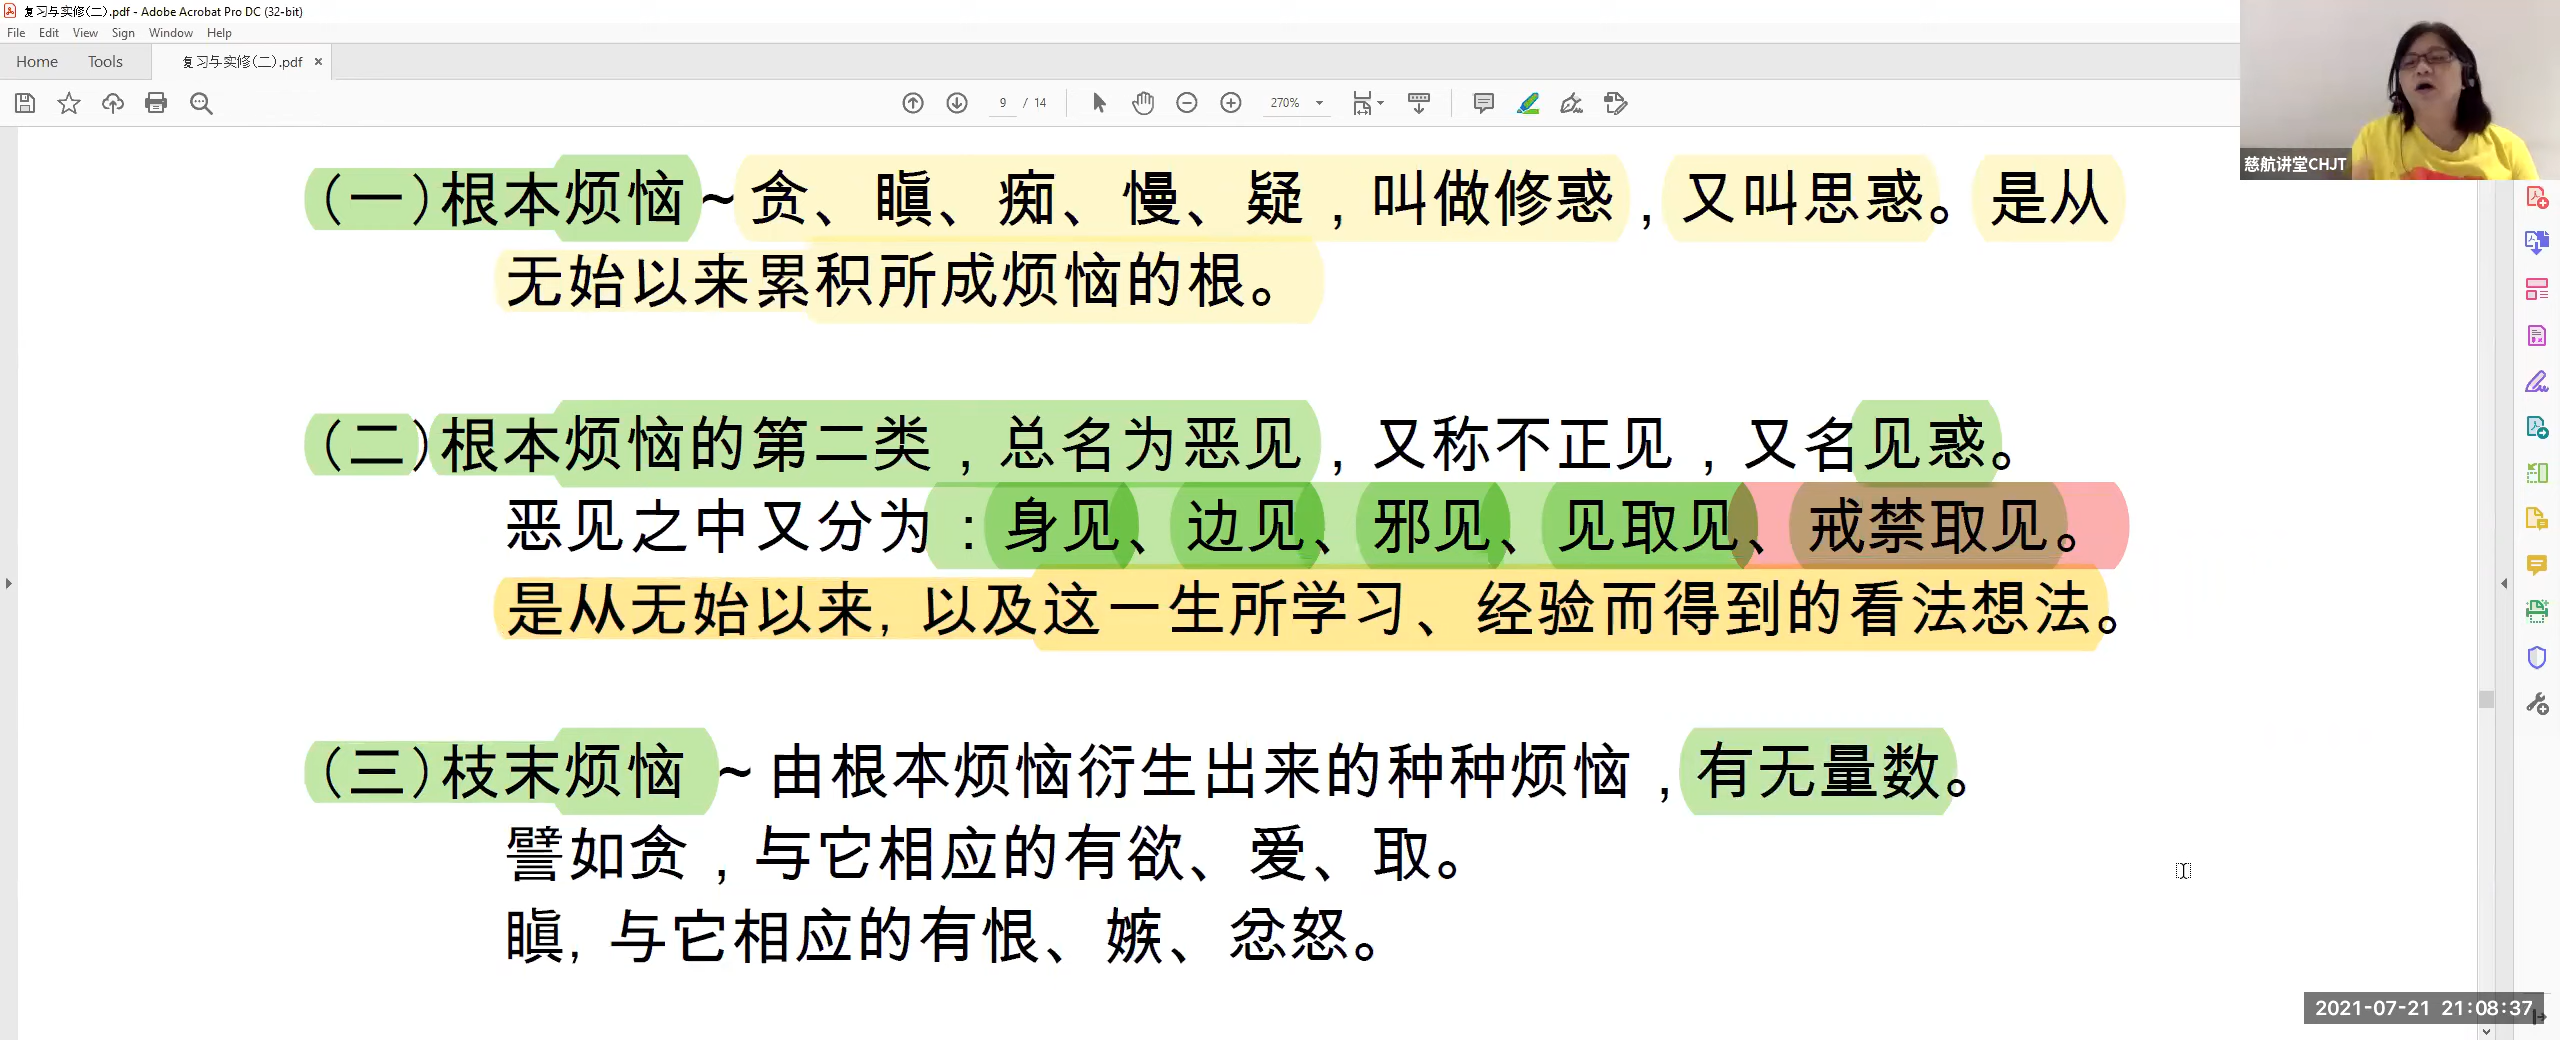 复习与实修(二).pdf - Adobe Acrobat Pro DC (32-bit)
File Edit View Sign Window Help
Home Tools 复习与实修(二).pdf ×
9 / 14 270%
慈航讲堂CHJT
(一)根本烦恼~贪、瞋、痴、慢、疑,叫做修惑,又叫思惑。是从
无始以来累积所成烦恼的根。
(二)根本烦恼的第二类,总名为恶见,又称不正见,又名见惑。
恶见之中又分为:身见、边见、邪见、见取见、戒禁取见。
是从无始以来,以及这一生所学习、经验而得到的看法想法。
(三)枝末烦恼~由根本烦恼衍生出来的种种烦恼,有无量数。
譬如贪,与它相应的有欲、爱、取。
瞋,与它相应的有恨、嫉、忿怒。
2021-07-21 21:08:37